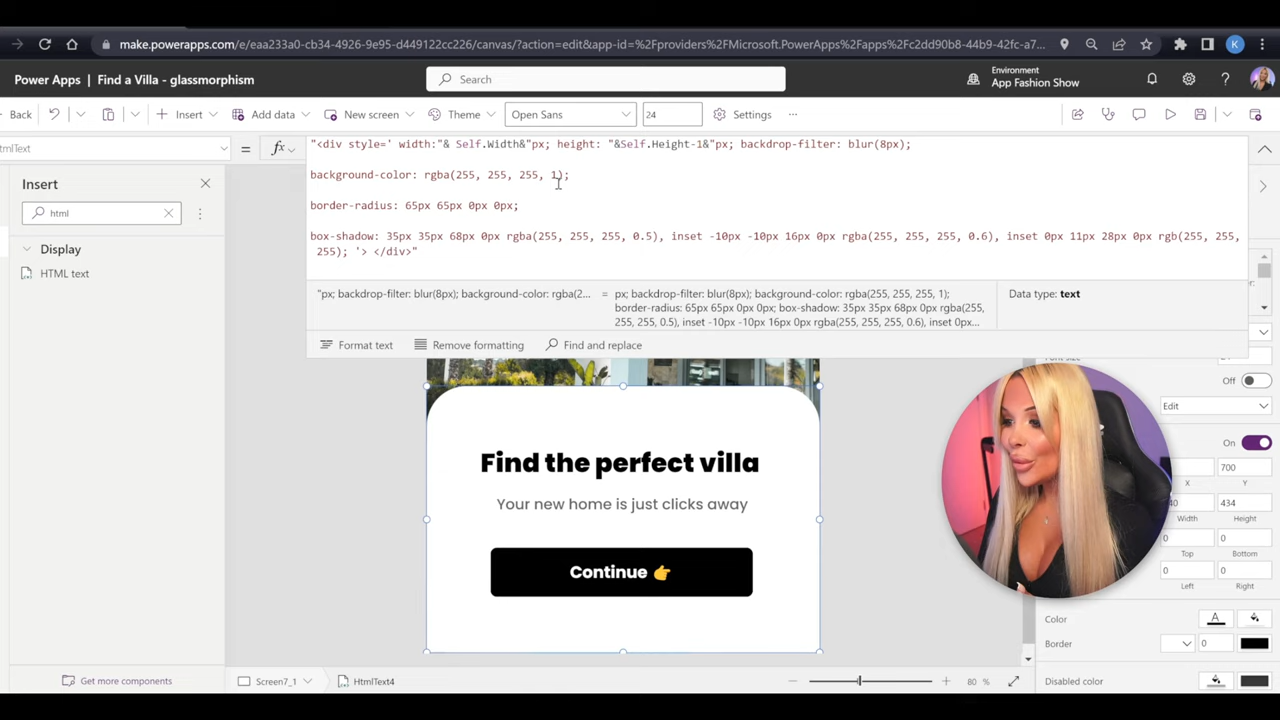 make.powerapps.com/e/eaa233a0-cb34-4926-9e95-d449122cc226/canvas/?action=edit&app-id=%2Fproviders%2FMicrosoft.PowerApps%2Fapps%2Fc2dd90b8-44b9-42fc-a7...
K
Power Apps | Find a Villa - glassmorphism
Search
Environment
App Fashion Show
Back
Insert
Add data
New screen
Theme
Open Sans
24
Settings
tmlText
=
fx
"<div style=' width:"& Self.Width&"px; height: "&Self.Height-1&"px; backdrop-filter: blur(8px);
background-color: rgba(255, 255, 255, 1);
border-radius: 65px 65px 0px 0px;
box-shadow: 35px 35px 68px 0px rgba(255, 255, 255, 0.5), inset -10px -10px 16px 0px rgba(255, 255, 255, 0.6), inset 0px 11px 28px 0px rgb(255, 255,
255); '> </div>"
"px; backdrop-filter: blur(8px); background-color: rgba(2...
=
px; backdrop-filter: blur(8px); background-color: rgba(255, 255, 255, 1);
border-radius: 65px 65px 0px 0px; box-shadow: 35px 35px 68px 0px rgba(255,
255, 255, 0.5), inset -10px -10px 16px 0px rgba(255, 255, 255, 0.6), inset 0px...
Data type: text
Format text
Remove formatting
Find and replace
Insert
html
Display
HTML text
Find the perfect villa
Your new home is just clicks away
Continue 👉
Off
Edit
On
700
X
Y
40
434
Width
Height
0
0
Top
Bottom
0
0
Left
Right
Color
Border
0
Disabled color
Get more components
Screen7_1
HtmlText4
80 %